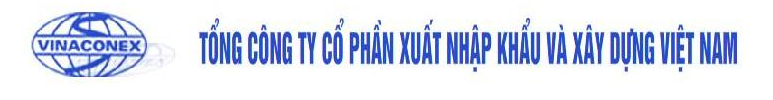 VINACONEX
TỔNG CÔNG TY CỔ PHẦN XUẤT NHẬP KHẨU VÀ XÂY DỰNG VIỆT NAM